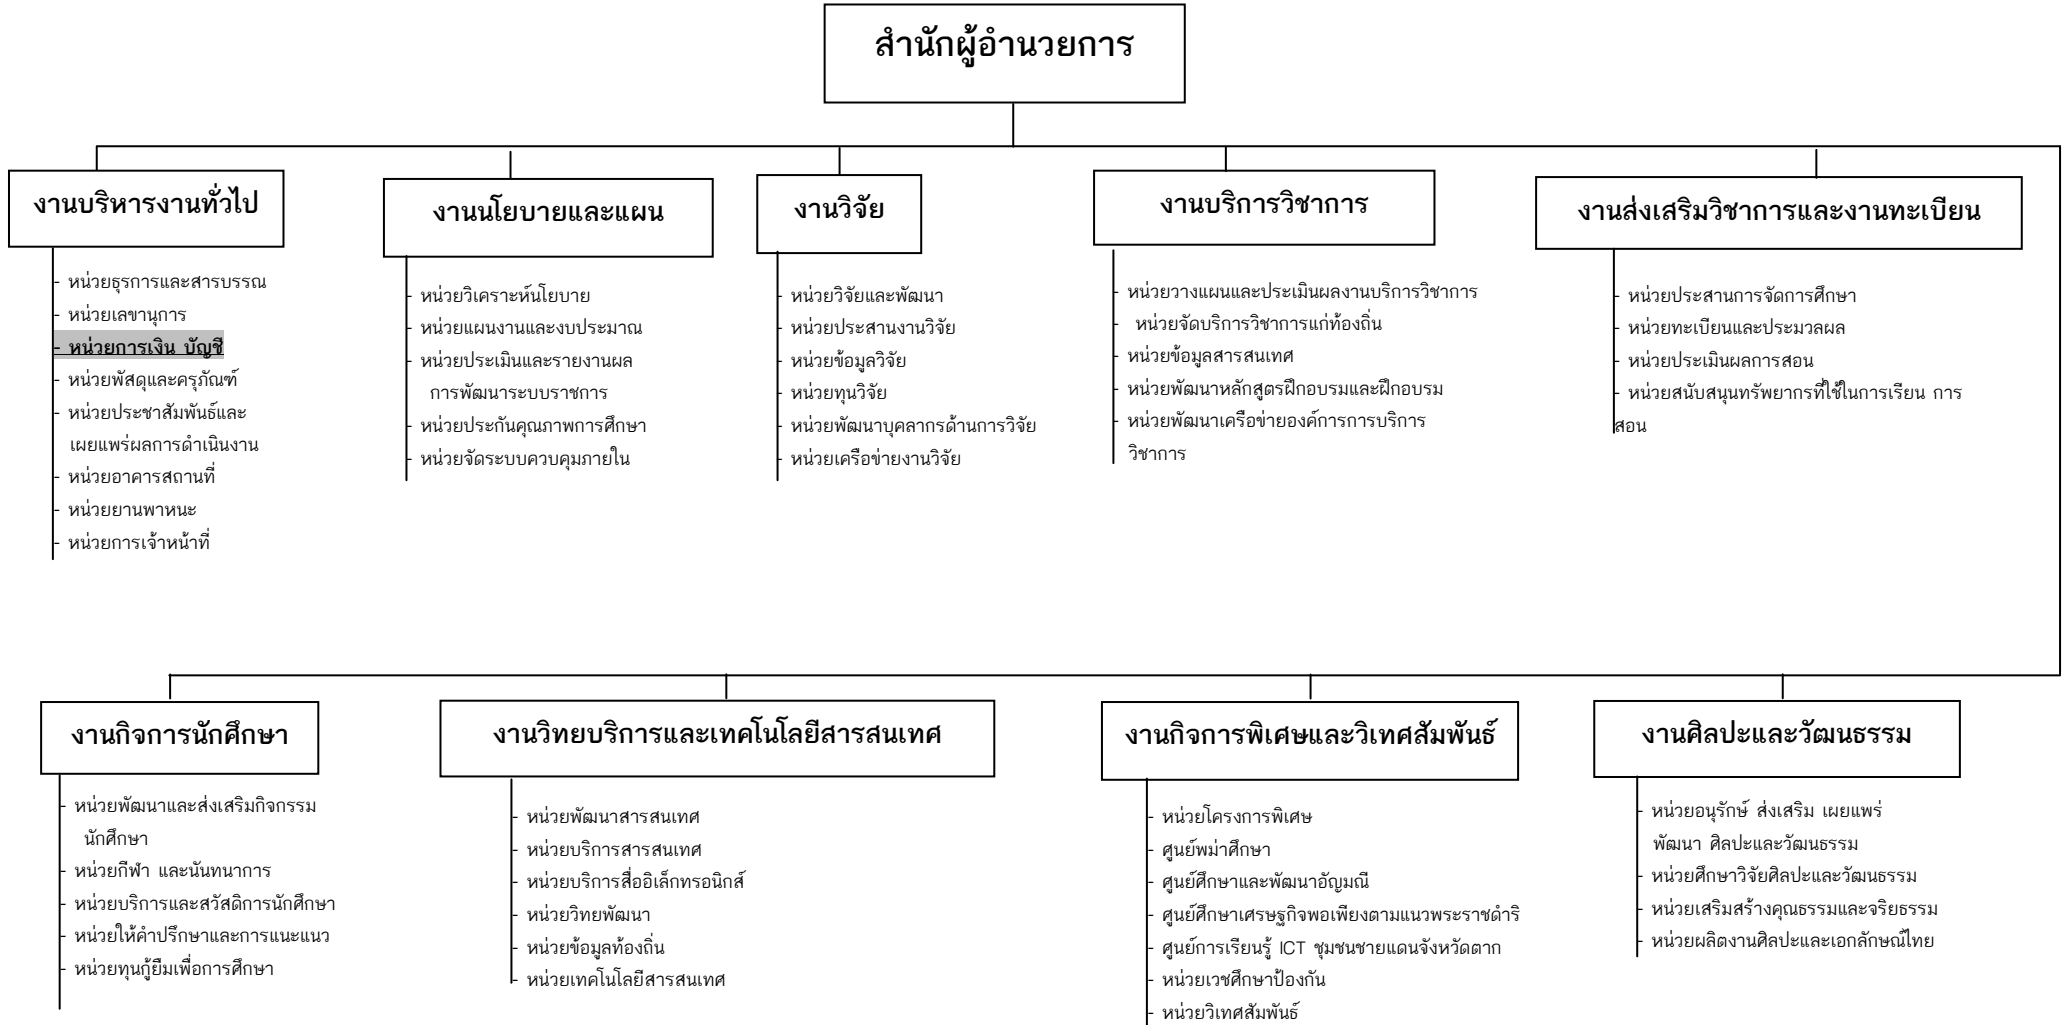 สำนักผู้อำนวยการ
งานบริหารงานทั่วไป
- หน่วยธุรการและสารบรรณ
- หน่วยเลขานุการ
- หน่วยการเงิน บัญชี
- หน่วยพัสดุและครุภัณฑ์
- หน่วยประชาสัมพันธ์และ
เผยแพร่ผลการดำเนินงาน
- หน่วยอาคารสถานที่
- หน่วยยานพาหนะ
- หน่วยการเจ้าหน้าที่
งานนโยบายและแผน
- หน่วยวิเคราะห์นโยบาย
- หน่วยแผนงานและงบประมาณ
- หน่วยประเมินและรายงานผล
การพัฒนาระบบราชการ
- หน่วยประกันคุณภาพการศึกษา
- หน่วยจัดระบบควบคุมภายใน
งานวิจัย
- หน่วยวิจัยและพัฒนา
- หน่วยประสานงานวิจัย
- หน่วยข้อมูลวิจัย
- หน่วยทุนวิจัย
- หน่วยพัฒนาบุคลากรด้านการวิจัย
- หน่วยเครือข่ายงานวิจัย
งานบริการวิชาการ
- หน่วยวางแผนและประเมินผลงานบริการวิชาการ
- หน่วยจัดบริการวิชาการแก่ท้องถิ่น
- หน่วยข้อมูลสารสนเทศ
- หน่วยพัฒนาหลักสูตรฝึกอบรมและฝึกอบรม
- หน่วยพัฒนาเครือข่ายองค์การการบริการ
วิชาการ
งานส่งเสริมวิชาการและงานทะเบียน
- หน่วยประสานการจัดการศึกษา
- หน่วยทะเบียนและประมวลผล
- หน่วยประเมินผลการสอน
- หน่วยสนับสนุนทรัพยากรที่ใช้ในการเรียน การ
สอน
งานกิจการนักศึกษา
- หน่วยพัฒนาและส่งเสริมกิจกรรม
นักศึกษา
- หน่วยกีฬา และนันทนาการ
- หน่วยบริการและสวัสดิการนักศึกษา
- หน่วยให้คำปรึกษาและการแนะแนว
- หน่วยทุนกู้ยืมเพื่อการศึกษา
งานวิทยบริการและเทคโนโลยีสารสนเทศ
- หน่วยพัฒนาสารสนเทศ
- หน่วยบริการสารสนเทศ
- หน่วยบริการสื่ออิเล็กทรอนิกส์
- หน่วยวิทยพัฒนา
- หน่วยข้อมูลท้องถิ่น
- หน่วยเทคโนโลยีสารสนเทศ
งานกิจการพิเศษและวิเทศสัมพันธ์
- หน่วยโครงการพิเศษ
- ศูนย์พม่าศึกษา
- ศูนย์ศึกษาและพัฒนาอัญมณี
- ศูนย์ศึกษาเศรษฐกิจพอเพียงตามแนวพระราชดำริ
- ศูนย์การเรียนรู้ ICT ชุมชนชายแดนจังหวัดตาก
- หน่วยเวชศึกษาป้องกัน
- หน่วยวิเทศสัมพันธ์
งานศิลปะและวัฒนธรรม
- หน่วยอนุรักษ์ ส่งเสริม เผยแพร่
พัฒนา ศิลปะและวัฒนธรรม
- หน่วยศึกษาวิจัยศิลปะและวัฒนธรรม
- หน่วยเสริมสร้างคุณธรรมและจริยธรรม
- หน่วยผลิตงานศิลปะและเอกลักษณ์ไทย